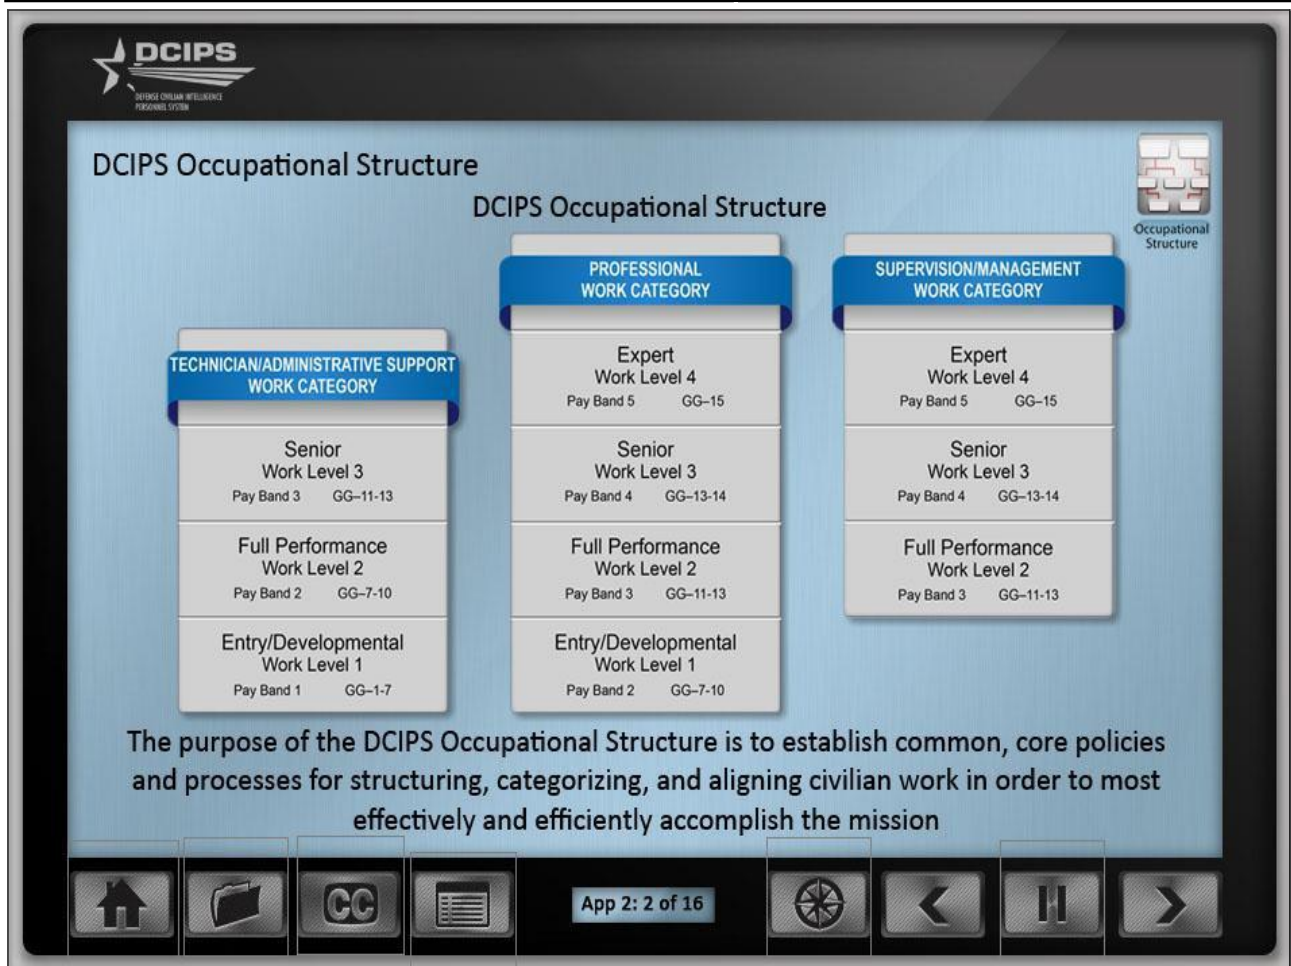 DCIPS
DEFENSE CIVILIAN INTELLIGENCE
PERSONNEL SYSTEM
DCIPS Occupational Structure
DCIPS Occupational Structure
Occupational
Structure
TECHNICIAN/ADMINISTRATIVE SUPPORT
WORK CATEGORY
Senior
Work Level 3
Pay Band 3 GG–11-13
Full Performance
Work Level 2
Pay Band 2 GG–7-10
Entry/Developmental
Work Level 1
Pay Band 1 GG–1-7
PROFESSIONAL
WORK CATEGORY
Expert
Work Level 4
Pay Band 5 GG–15
Senior
Work Level 3
Pay Band 4 GG–13-14
Full Performance
Work Level 2
Pay Band 3 GG–11-13
Entry/Developmental
Work Level 1
Pay Band 2 GG–7-10
SUPERVISION/MANAGEMENT
WORK CATEGORY
Expert
Work Level 4
Pay Band 5 GG–15
Senior
Work Level 3
Pay Band 4 GG–13-14
Full Performance
Work Level 2
Pay Band 3 GG–11-13
The purpose of the DCIPS Occupational Structure is to establish common, core policies
and processes for structuring, categorizing, and aligning civilian work in order to most
effectively and efficiently accomplish the mission
CC
App 2: 2 of 16